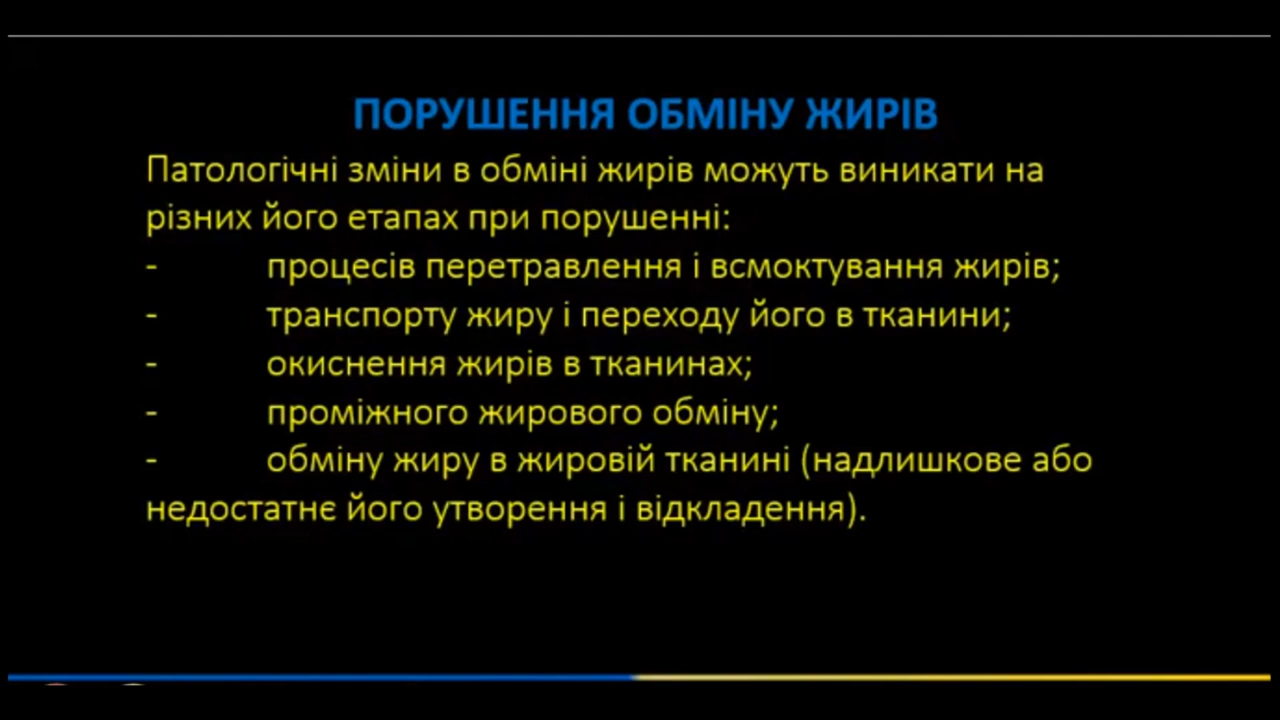 ПОРУШЕННЯ ОБМІНУ ЖИРІВ
Патологічні зміни в обміні жирів можуть виникати на
різних його етапах при порушенні:
- процесів перетравлення і всмоктування жирів;
- транспорту жиру і переходу його в тканини;
- окиснення жирів в тканинах;
- проміжного жирового обміну;
- обміну жиру в жировій тканині (надлишкове або
недостатнє його утворення і відкладення).